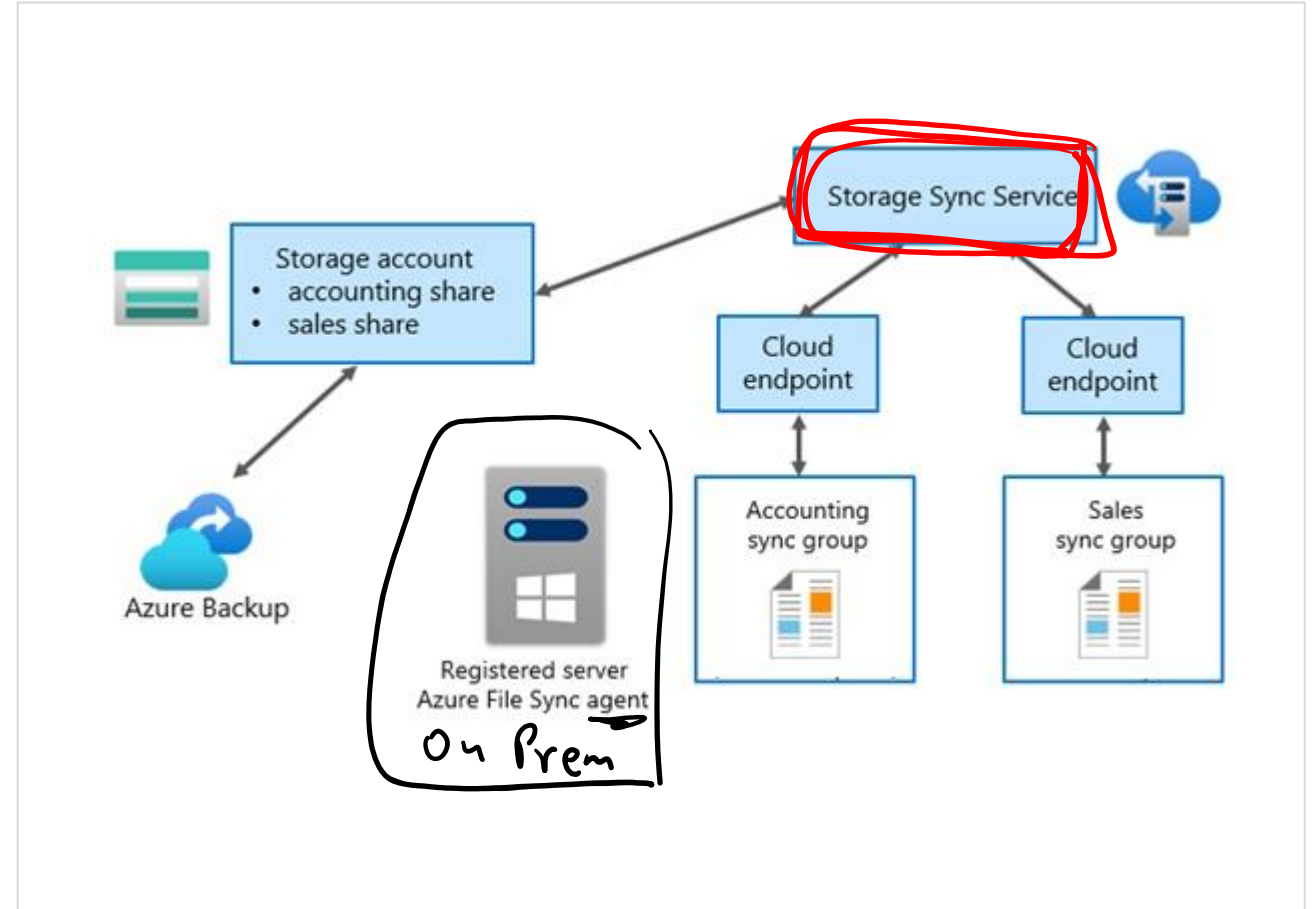 Storage Sync Service
Storage account
• accounting share
• sales share
Cloud
endpoint
Cloud
endpoint
Accounting
sync group
Sales
sync group
Azure Backup
Registered server
Azure File Sync agent
On Prem